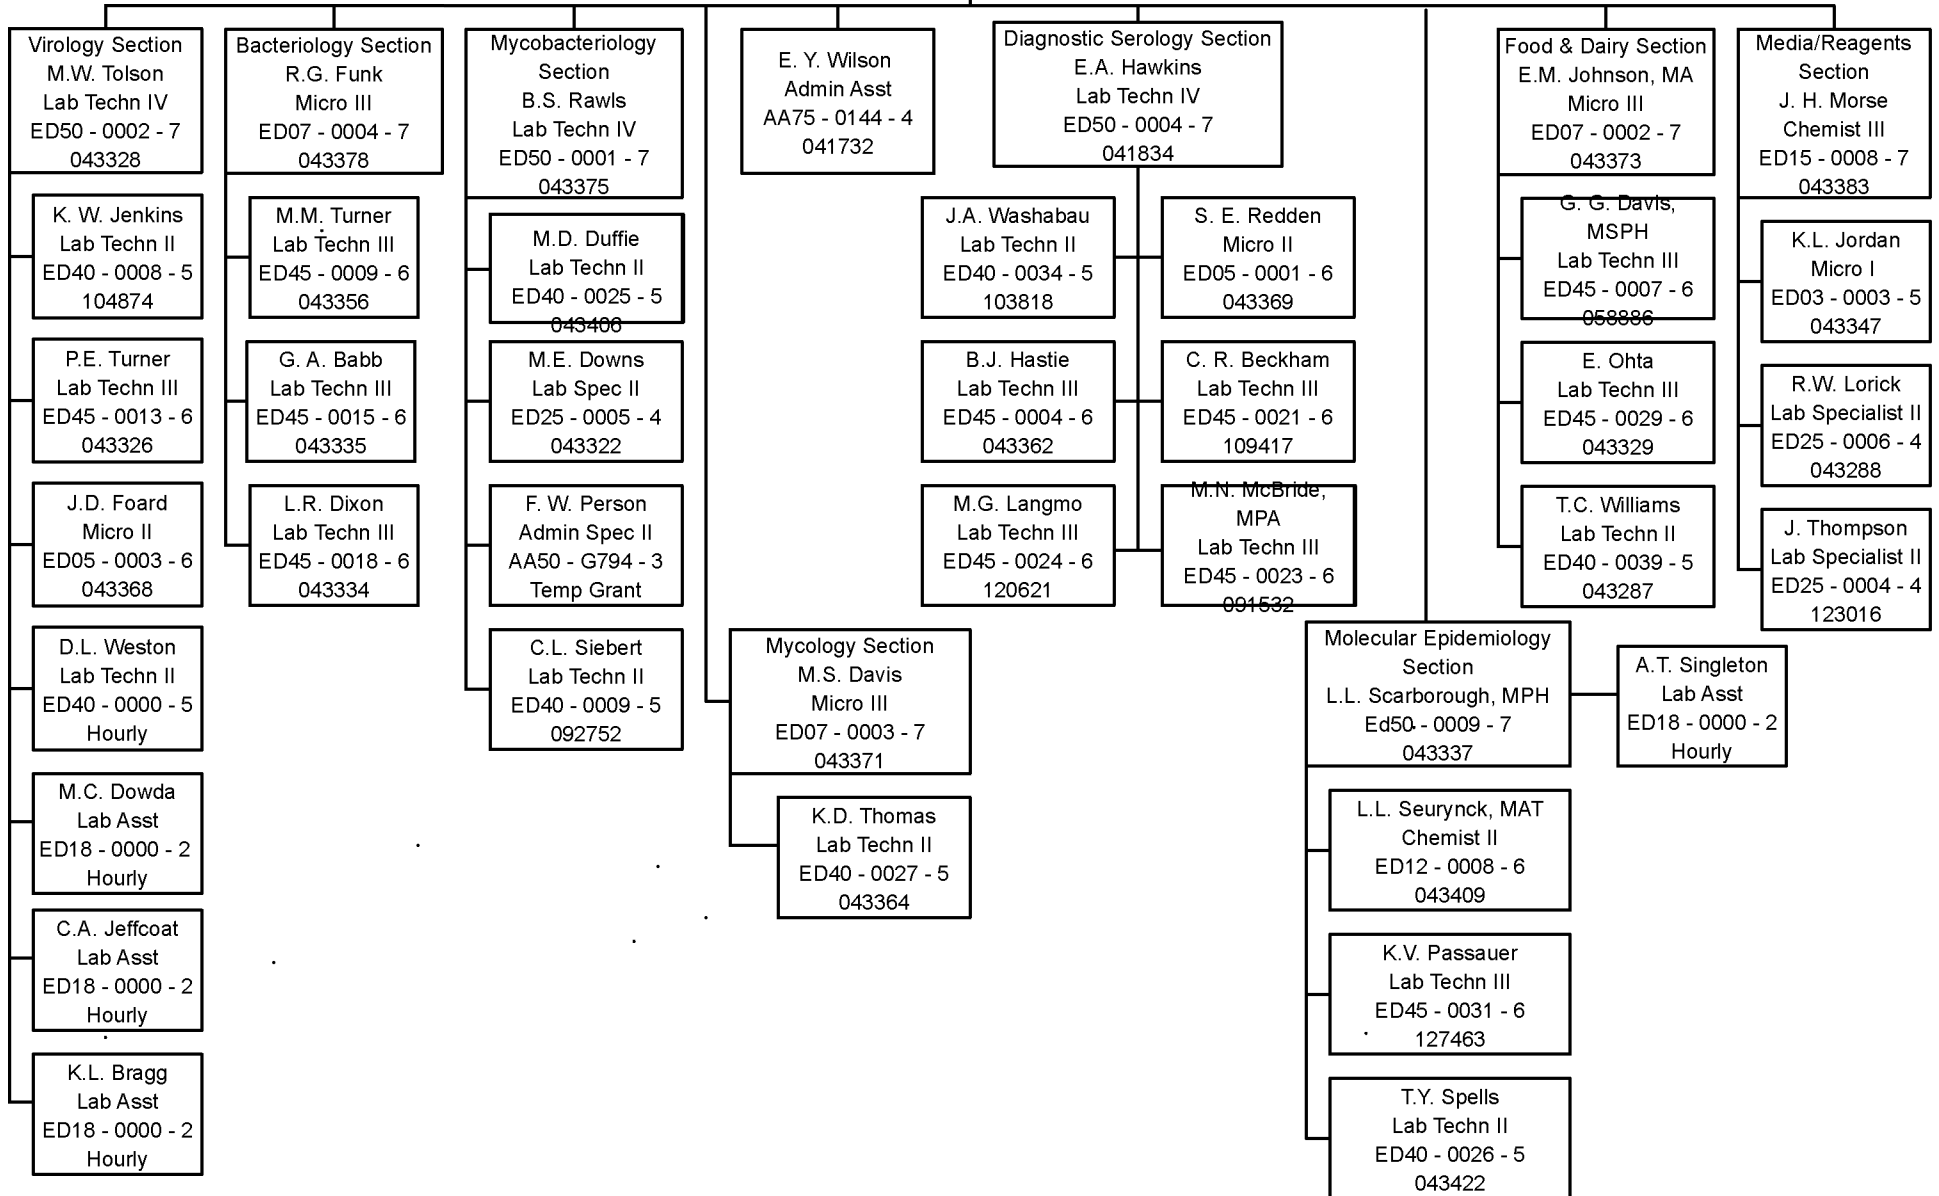 Virology Section
M.W. Tolson
Lab Techn IV
ED50 - 0002 - 7
043328
K. W. Jenkins
Lab Techn II
ED40 - 0008 - 5
104874
P.E. Turner
Lab Techn III
ED45 - 0013 - 6
043326
J.D. Foard
Micro II
ED05 - 0003 - 6
043368
D.L. Weston
Lab Techn II
ED40 - 0000 - 5
Hourly
M.C. Dowda
Lab Asst
ED18 - 0000 - 2
Hourly
C.A. Jeffcoat
Lab Asst
ED18 - 0000 - 2
Hourly
K.L. Bragg
Lab Asst
ED18 - 0000 - 2
Hourly
Bacteriology Section
R.G. Funk
Micro III
ED07 - 0004 - 7
043378
M.M. Turner
Lab Techn III
ED45 - 0009 - 6
043356
G. A. Babb
Lab Techn III
ED45 - 0015 - 6
043335
L.R. Dixon
Lab Techn III
ED45 - 0018 - 6
043334
Mycobacteriology
Section
B.S. Rawls
Lab Techn IV
ED50 - 0001 - 7
043375
M.D. Duffie
Lab Techn II
ED40 - 0025 - 5
043406
M.E. Downs
Lab Spec II
ED25 - 0005 - 4
043322
F. W. Person
Admin Spec II
AA50 - G794 - 3
Temp Grant
C.L. Siebert
Lab Techn II
ED40 - 0009 - 5
092752
E. Y. Wilson
Admin Asst
AA75 - 0144 - 4
041732
Mycology Section
M.S. Davis
Micro III
ED07 - 0003 - 7
043371
K.D. Thomas
Lab Techn II
ED40 - 0027 - 5
043364
Diagnostic Serology Section
E.A. Hawkins
Lab Techn IV
ED50 - 0004 - 7
041834
J.A. Washabau
Lab Techn II
ED40 - 0034 - 5
103818
S. E. Redden
Micro II
ED05 - 0001 - 6
043369
B.J. Hastie
Lab Techn III
ED45 - 0004 - 6
043362
C. R. Beckham
Lab Techn III
ED45 - 0021 - 6
109417
M.G. Langmo
Lab Techn III
ED45 - 0024 - 6
120621
M.N. McBride,
MPA
Lab Techn III
ED45 - 0023 - 6
091532
Molecular Epidemiology
Section
L.L. Scarborough, MPH
Ed50 - 0009 - 7
043337
A.T. Singleton
Lab Asst
ED18 - 0000 - 2
Hourly
L.L. Seurynck, MAT
Chemist II
ED12 - 0008 - 6
043409
K.V. Passauer
Lab Techn III
ED45 - 0031 - 6
127463
T.Y. Spells
Lab Techn II
ED40 - 0026 - 5
043422
Food & Dairy Section
E.M. Johnson, MA
Micro III
ED07 - 0002 - 7
043373
G. G. Davis,
MSPH
Lab Techn III
ED45 - 0007 - 6
058886
E. Ohta
Lab Techn III
ED45 - 0029 - 6
043329
T.C. Williams
Lab Techn II
ED40 - 0039 - 5
043287
Media/Reagents
Section
J. H. Morse
Chemist III
ED15 - 0008 - 7
043383
K.L. Jordan
Micro I
ED03 - 0003 - 5
043347
R.W. Lorick
Lab Specialist II
ED25 - 0006 - 4
043288
J. Thompson
Lab Specialist II
ED25 - 0004 - 4
123016